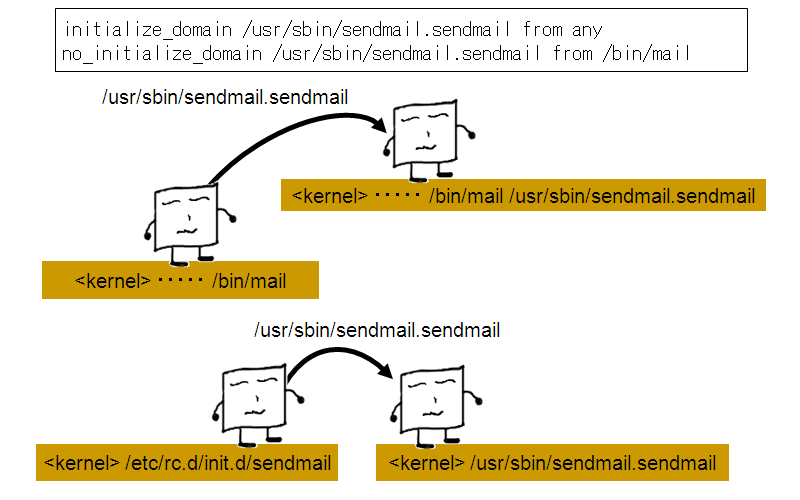 initialize_domain /usr/sbin/sendmail.sendmail from any
no_initialize_domain /usr/sbin/sendmail.sendmail from /bin/mail
/usr/sbin/sendmail.sendmail
<kernel> ‥‥‥ /bin/mail /usr/sbin/sendmail.sendmail
<kernel> ‥‥‥ /bin/mail
/usr/sbin/sendmail.sendmail
<kernel> /etc/rc.d/init.d/sendmail
<kernel> /usr/sbin/sendmail.sendmail